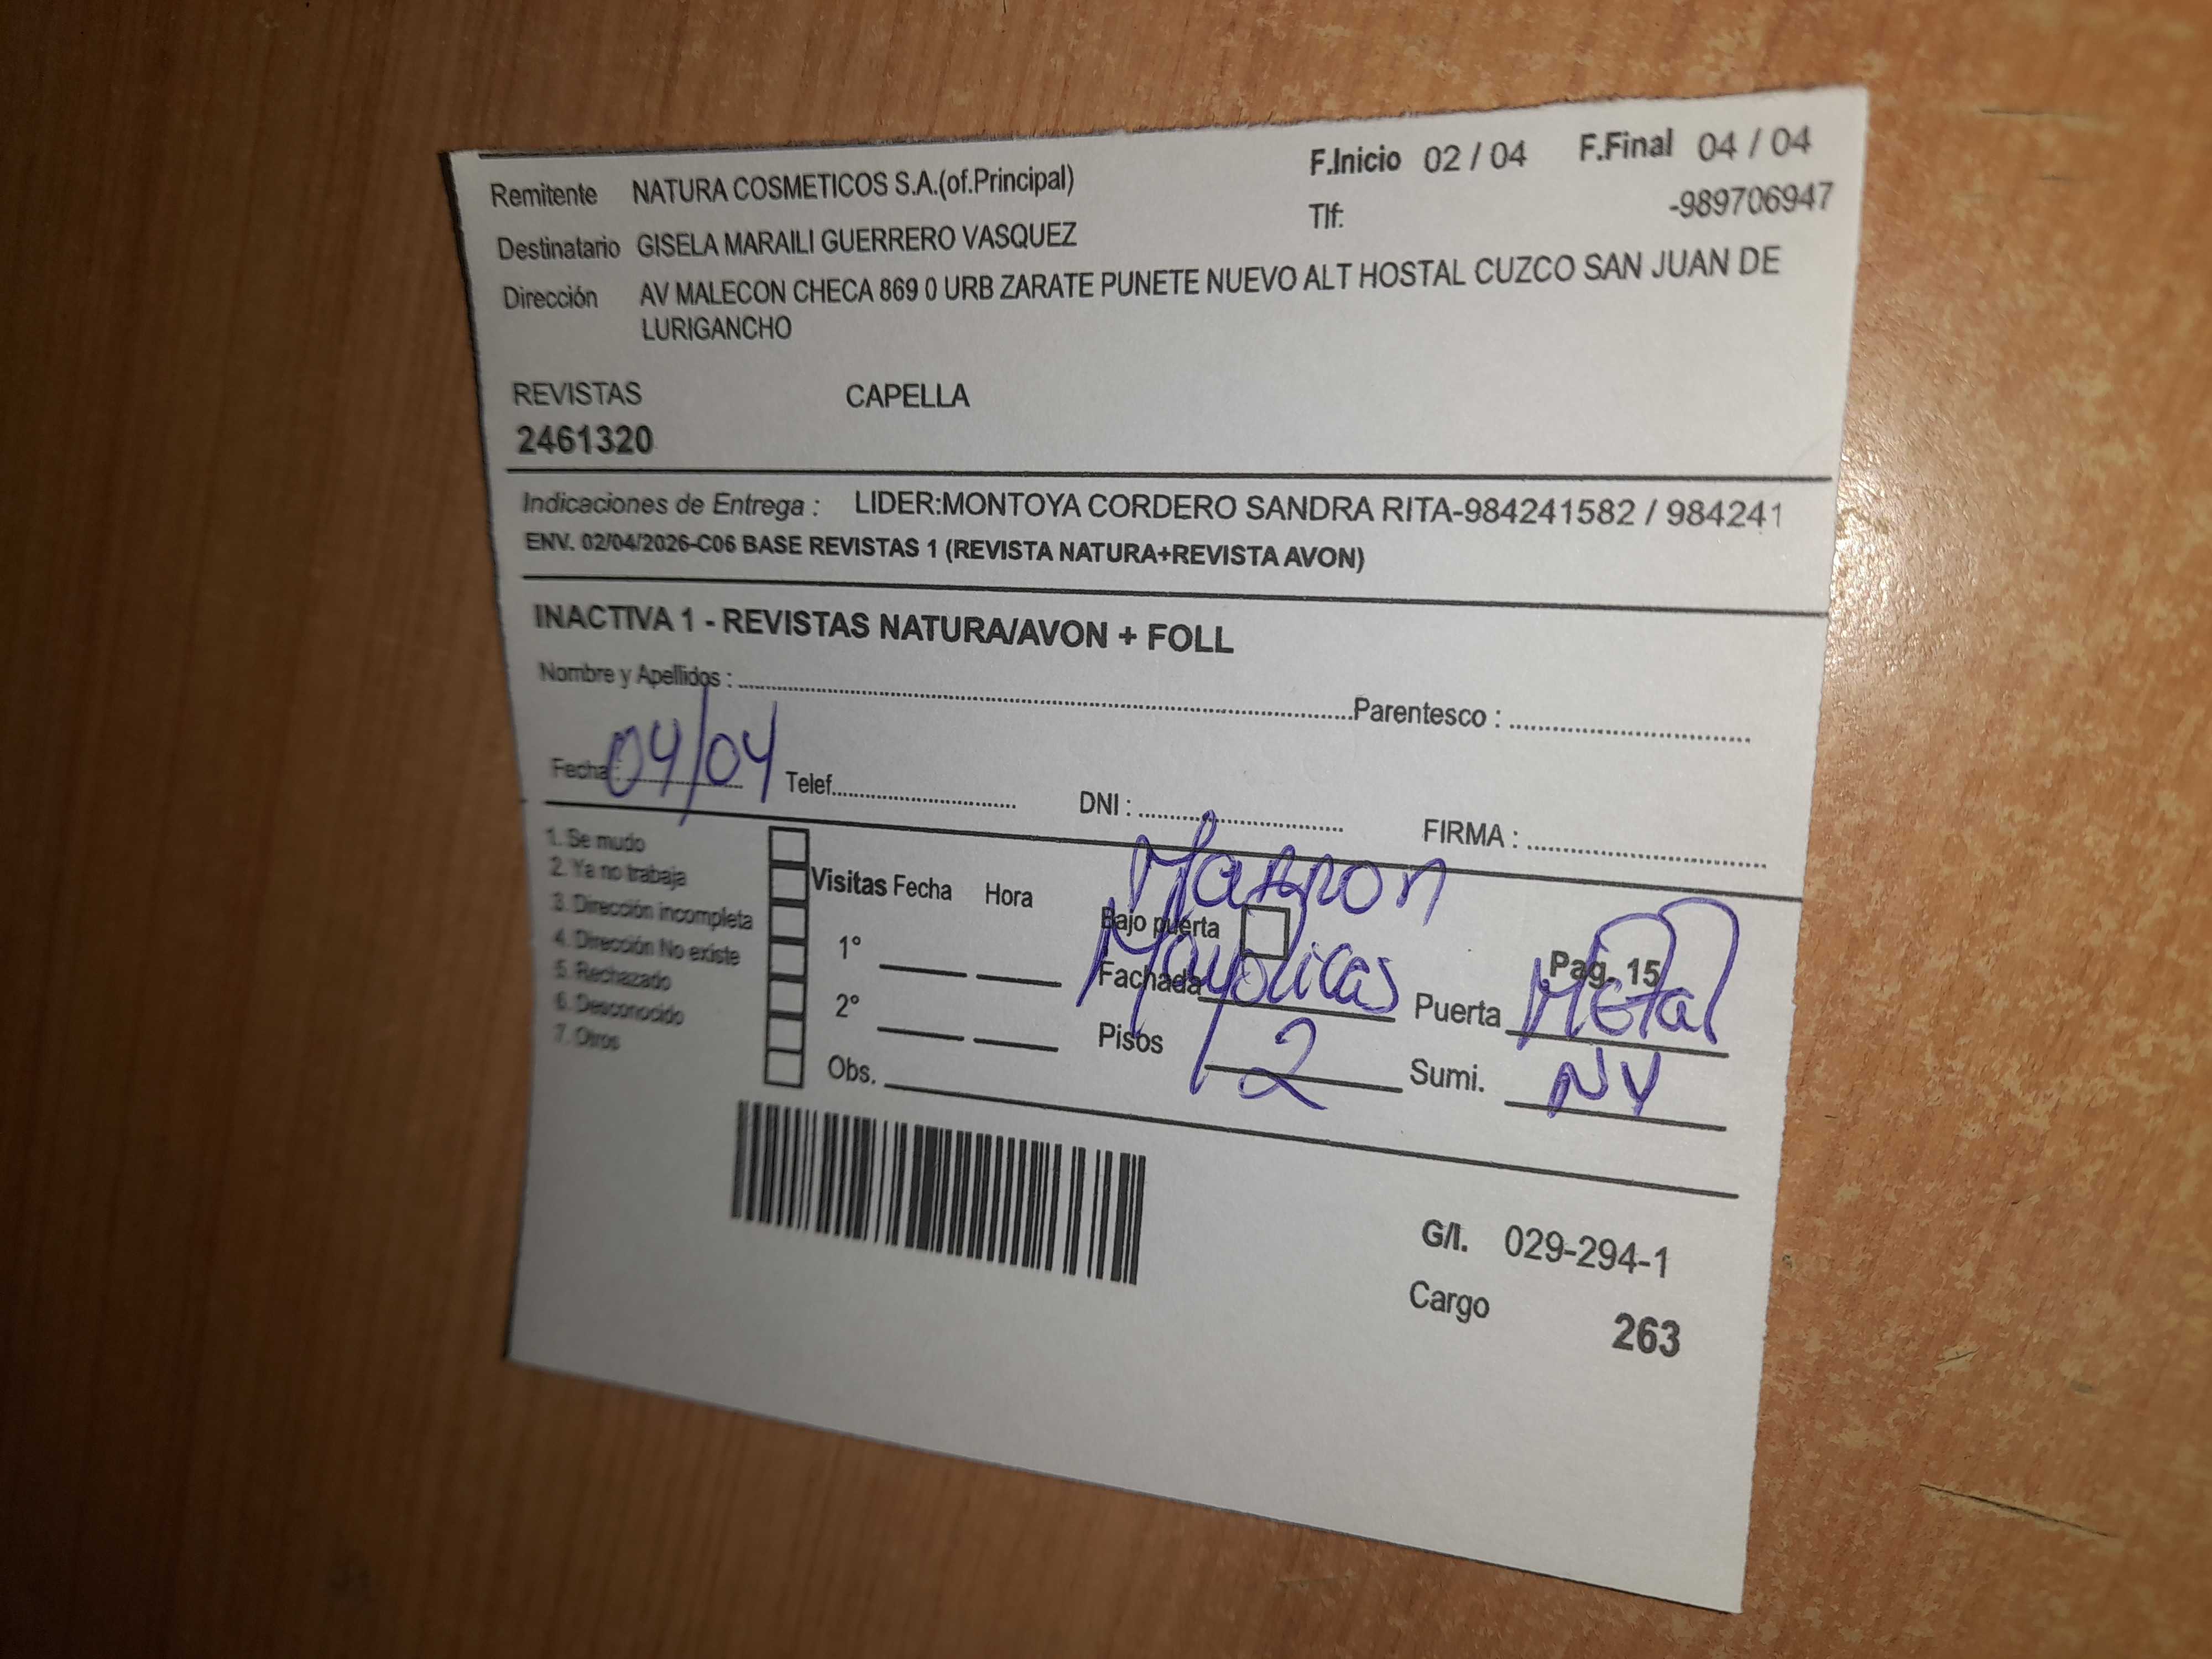 Remitente NATURA COSMETICOS S.A.(of.Principal) F.Inicio 02 / 04 F.Final 04 / 04
Destinatario GISELA MARAILI GUERRERO VASQUEZ Tlf: -989706947
Dirección AV MALECON CHECA 869 0 URB ZARATE PUNETE NUEVO ALT HOSTAL CUZCO SAN JUAN DE
LURIGANCHO
REVISTAS CAPELLA
2461320
Indicaciones de Entrega : LIDER:MONTOYA CORDERO SANDRA RITA-984241582 / 984241
ENV. 02/04/2026-C06 BASE REVISTAS 1 (REVISTA NATURA+REVISTA AVON)
INACTIVA 1 - REVISTAS NATURA/AVON + FOLL
Nombre y Apellidos : Parentesco :
Fecha : 04/04 Telef. DNI : FIRMA :
1. Se mudo
2. Ya no trabaja
3. Dirección incompleta
4. Dirección No existe
5. Rechazado
6. Desconocido
7. Otros
Visitas Fecha Hora
1°
2°
Obs.
Marron
Bajo puerta
Pag. 15
Fachada Mayolicas Puerta Metal
Pisos 2 Sumi. NV
G/I. 029-294-1
Cargo 263